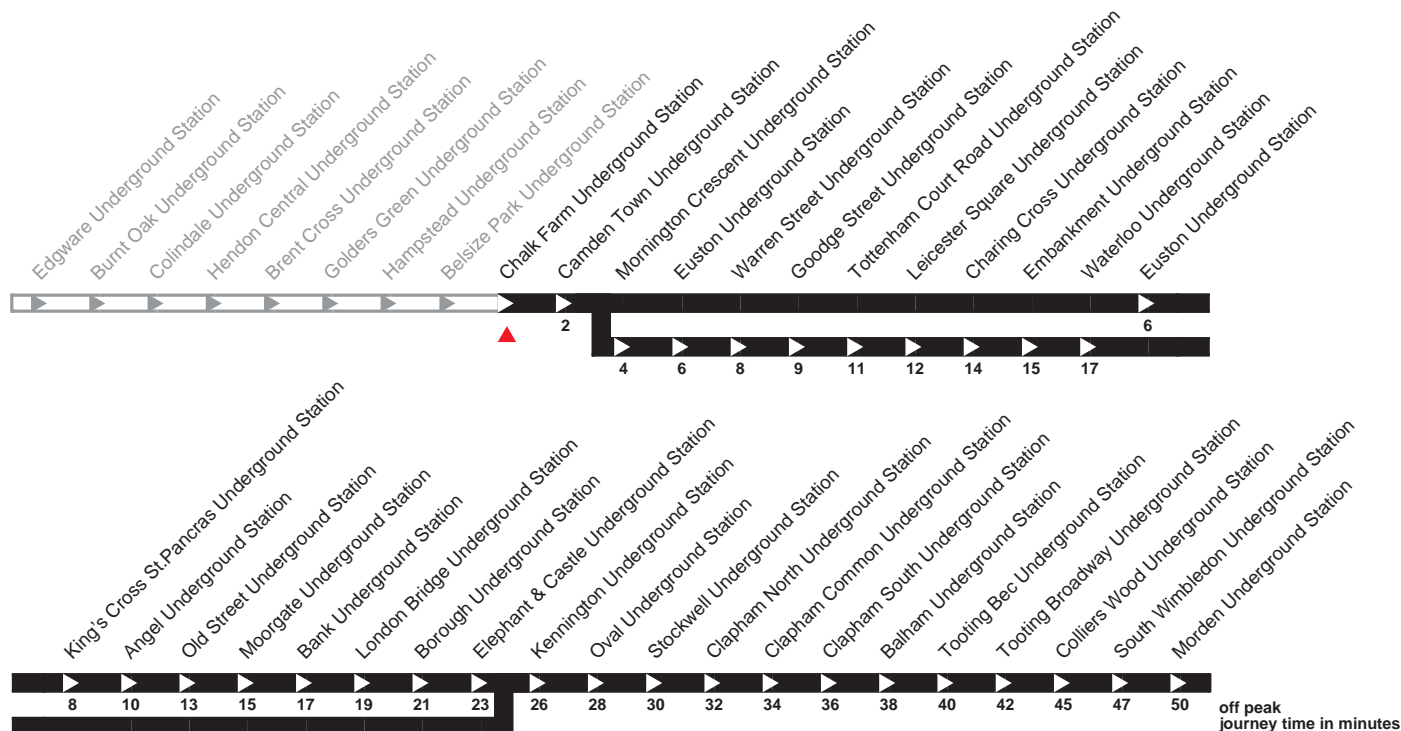 Edgware Underground Station
Burnt Oak Underground Station
Colindale Underground Station
Hendon Central Underground Station
Brent Cross Underground Station
Golders Green Underground Station
Hampstead Underground Station
Belsize Park Underground Station
Chalk Farm Underground Station
Camden Town Underground Station
Mornington Crescent Underground Station
Euston Underground Station
Warren Street Underground Station
Goodge Street Underground Station
Tottenham Court Road Underground Station
Leicester Square Underground Station
Charing Cross Underground Station
Embankment Underground Station
Waterloo Underground Station
Euston Underground Station
2
6
4
6
8
9
11
12
14
15
17
King's Cross St.Pancras Underground Station
Angel Underground Station
Old Street Underground Station
Moorgate Underground Station
Bank Underground Station
London Bridge Underground Station
Borough Underground Station
Elephant & Castle Underground Station
Kennington Underground Station
Oval Underground Station
Stockwell Underground Station
Clapham North Underground Station
Clapham Common Underground Station
Clapham South Underground Station
Balham Underground Station
Tooting Bec Underground Station
Tooting Broadway Underground Station
Colliers Wood Underground Station
South Wimbledon Underground Station
Morden Underground Station
8
10
13
15
17
19
21
23
26
28
30
32
34
36
38
40
42
45
47
50
off peak
journey time in minutes